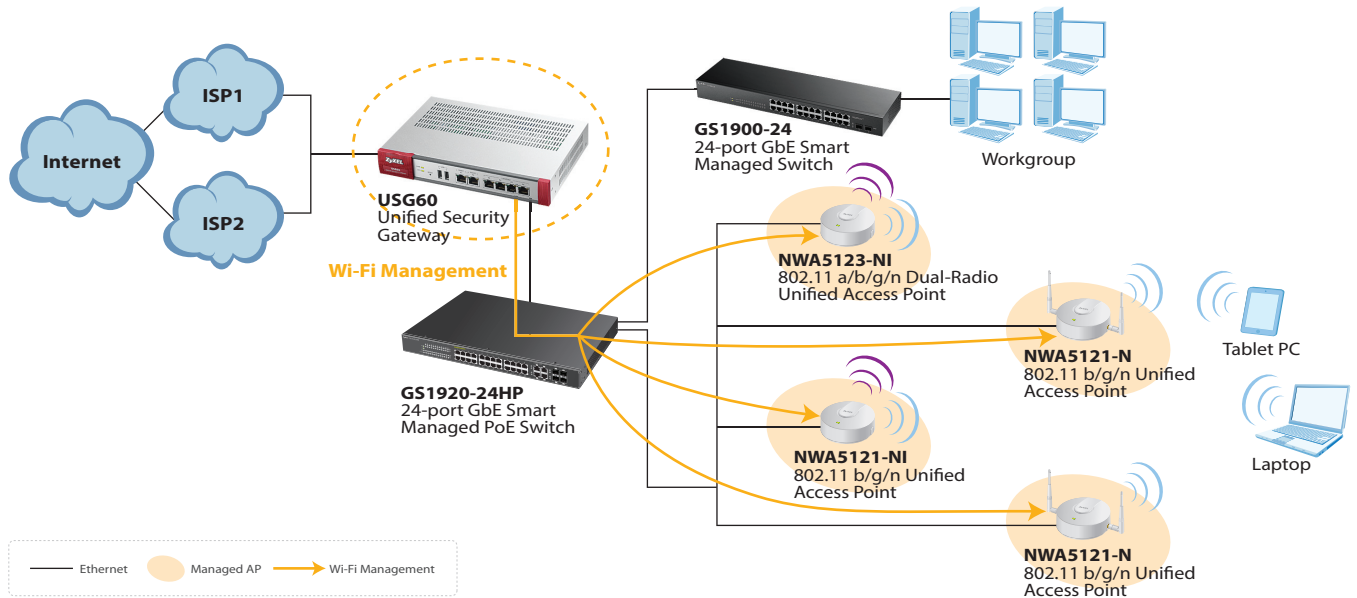 Internet
ISP1
ISP2
ZyXEL
USG60
Unified Security
Gateway
Wi-Fi Management
GS1920-24HP
24-port GbE Smart
Managed PoE Switch
GS1900-24
24-port GbE Smart
Managed Switch
Workgroup
NWA5123-NI
802.11 a/b/g/n Dual-Radio
Unified Access Point
NWA5121-N
802.11 b/g/n Unified
Access Point
Tablet PC
NWA5121-NI
802.11 b/g/n Unified
Access Point
Laptop
NWA5121-N
802.11 b/g/n Unified
Access Point
Ethernet
Managed AP
Wi-Fi Management